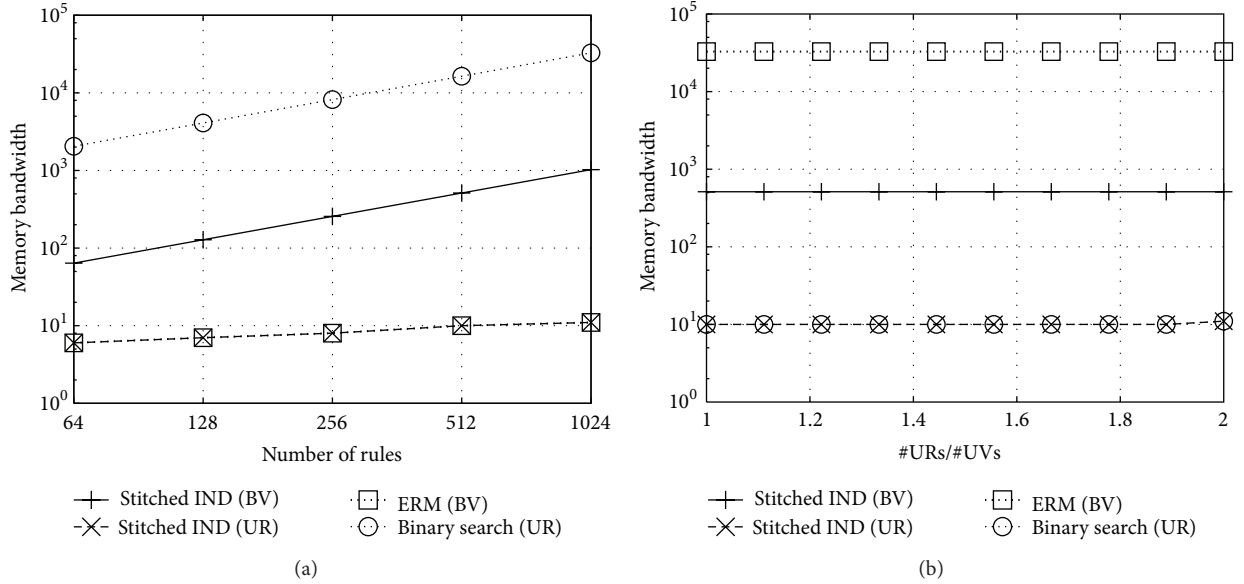 10^5
10^4
10^3
10^2
10^1
10^0
Memory bandwidth
64 128 256 512 1024
Number of rules
Stitched IND (BV) ERM (BV)
Stitched IND (UR) Binary search (UR)
(a)
10^5
10^4
10^3
10^2
10^1
10^0
Memory bandwidth
1 1.2 1.4 1.6 1.8 2
#URs/#UVs
Stitched IND (BV) ERM (BV)
Stitched IND (UR) Binary search (UR)
(b)